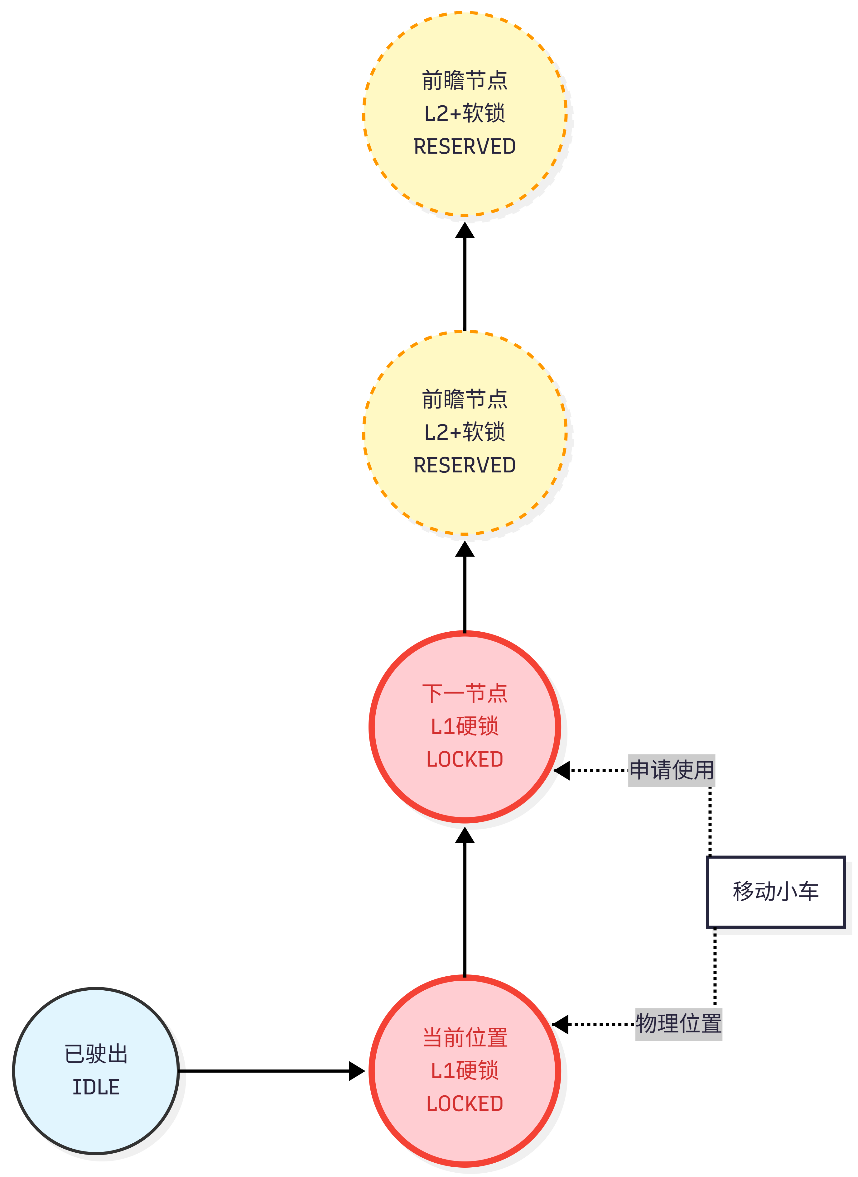 前瞻节点
L2+软锁
RESERVED
前瞻节点
L2+软锁
RESERVED
下一节点
L1硬锁
LOCKED
申请使用
移动小车
物理位置
当前位置
L1硬锁
LOCKED
已驶出
IDLE